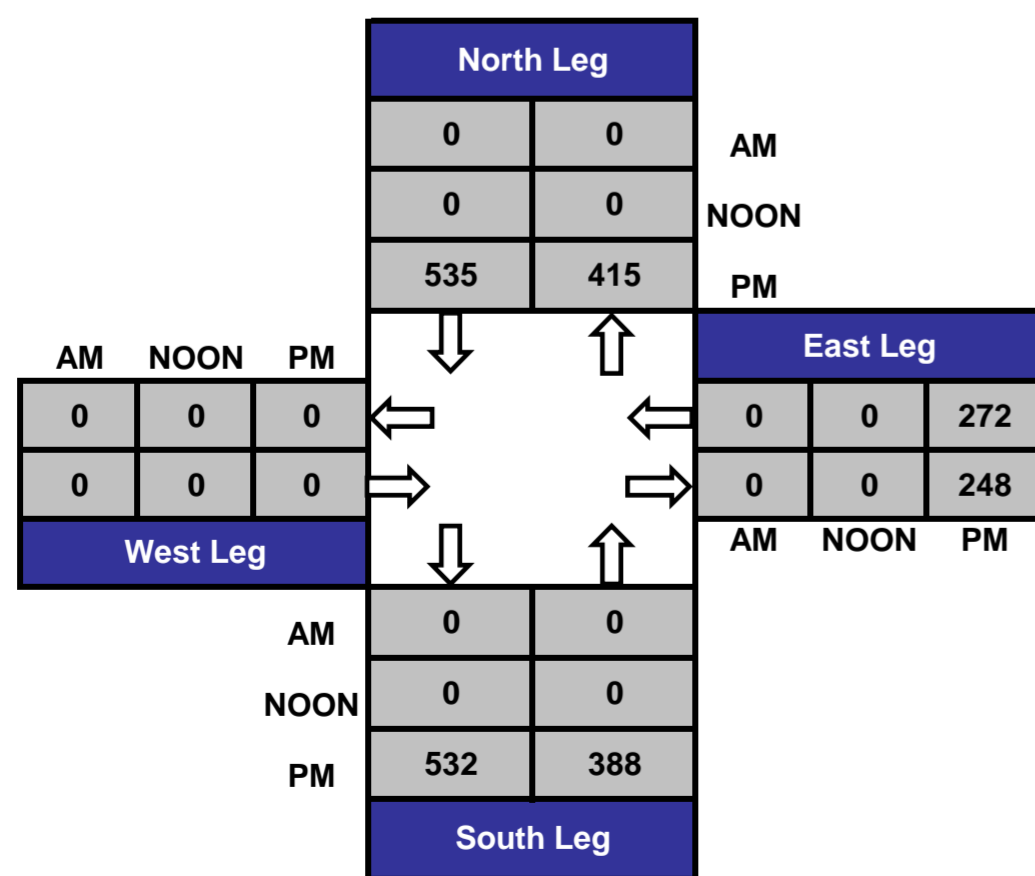 North Leg
0 0 AM
0 0 NOON
535 415 PM
East Leg
AM NOON PM
0 0 0
0 0 272
0 0 0
0 0 248
West Leg
AM NOON PM
AM 0 0
NOON 0 0
PM 532 388
South Leg